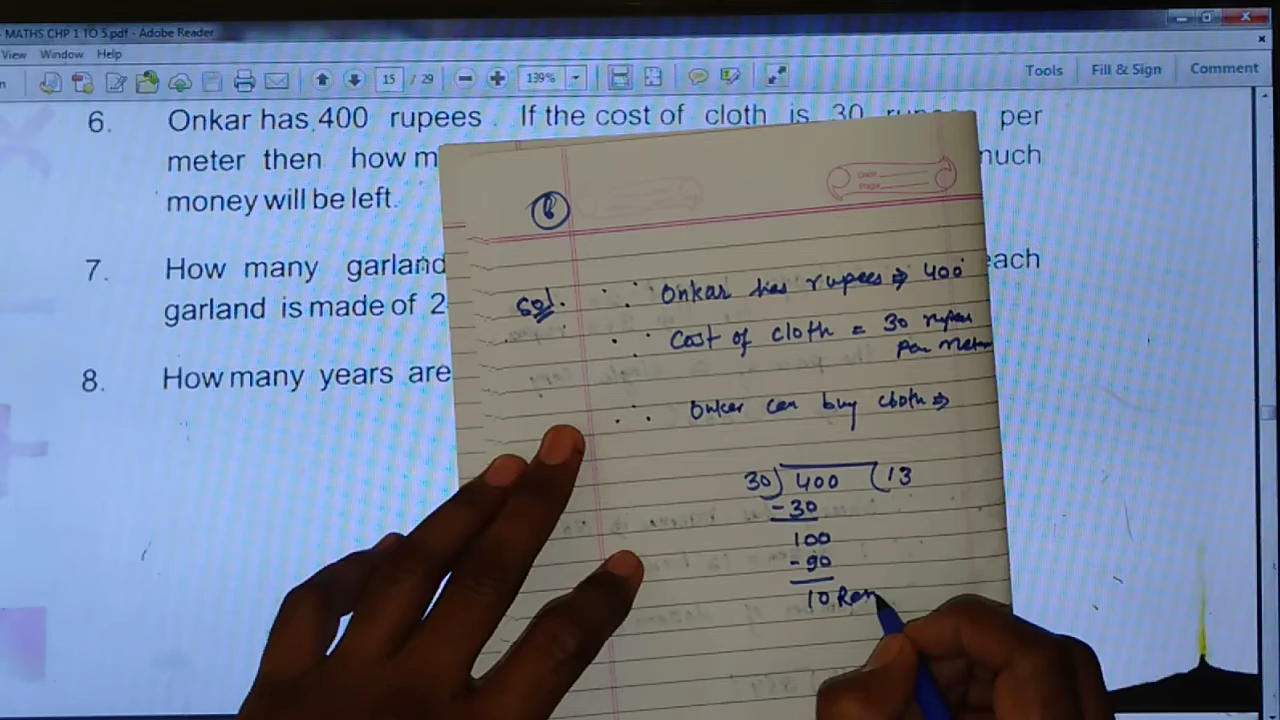 - MATHS CHP 1 TO 5.pdf - Adobe Reader
View Window Help
15 / 29 139% Tools Fill & Sign Comment
6. Onkar has 400 rupees . If the cost of cloth is 30 per
meter then how much
money will be left.
7. How many garland each
garland is made of 2
8. How many years are
6
Sol. ∵ Onkar has rupees ⇒ 400
∵ Cost of cloth = 30 rupees
Per Meter
∴ Onkar can buy cloth ⇒
30)400(13
-30
100
-90
10 Rem